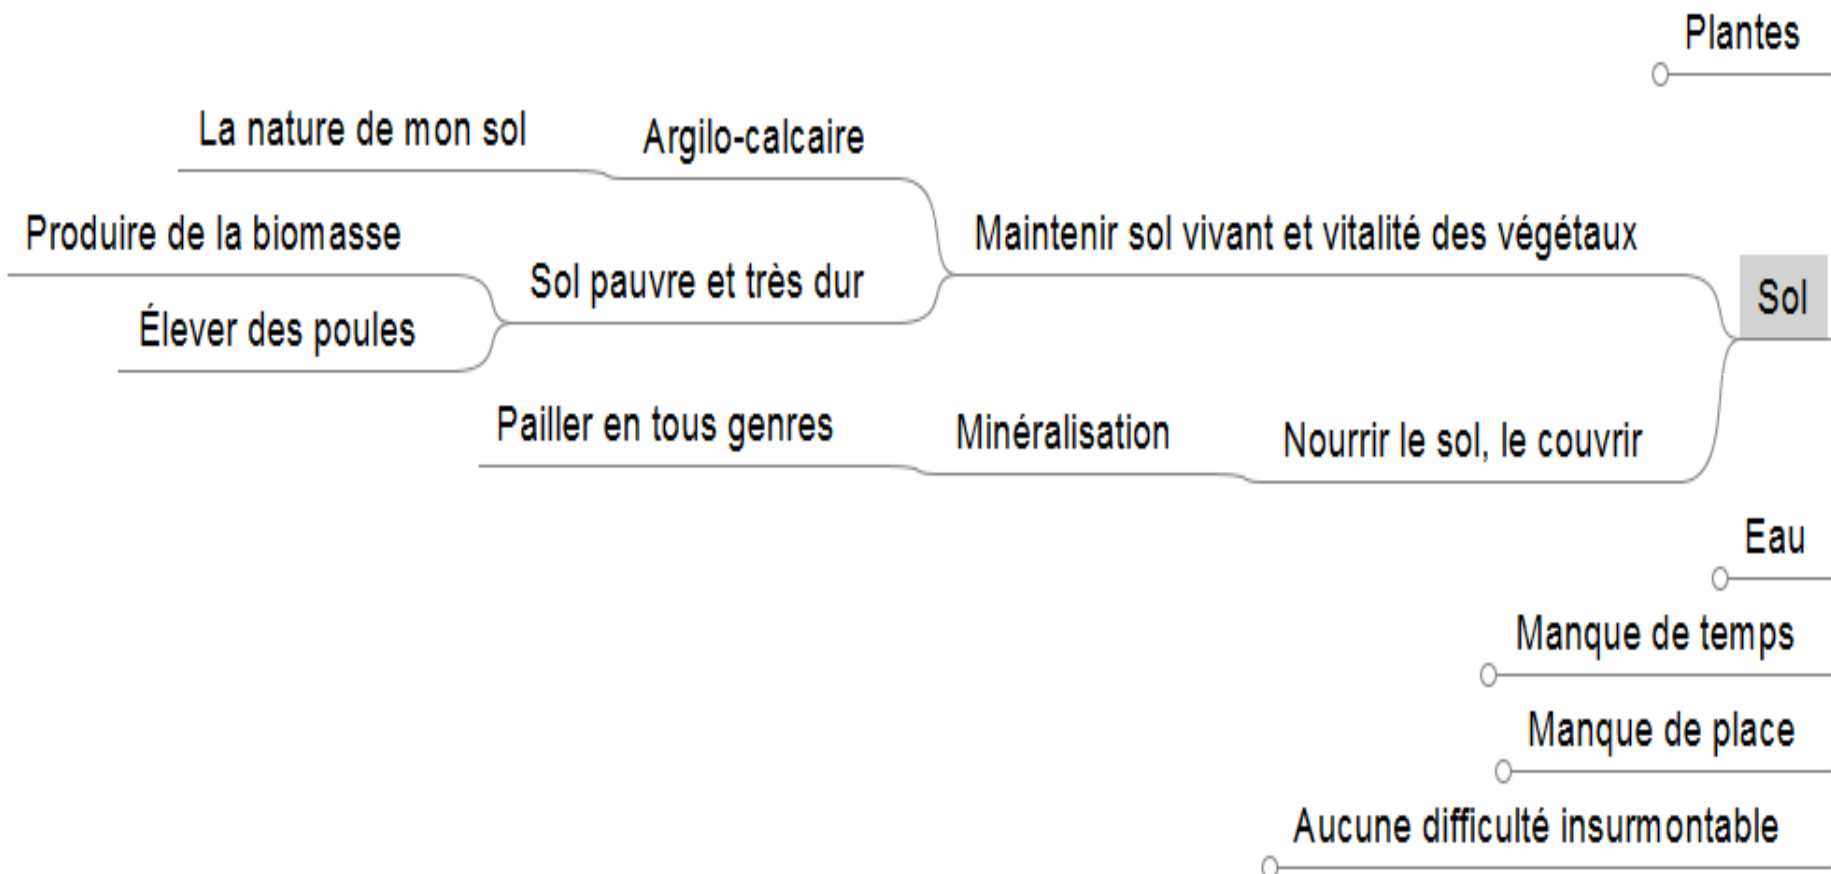 Plantes
La nature de mon sol
Argilo-calcaire
Produire de la biomasse
Maintenir sol vivant et vitalité des végétaux
Sol pauvre et très dur
Sol
Élever des poules
Pailler en tous genres
Minéralisation
Nourrir le sol, le couvrir
Eau
Manque de temps
Manque de place
Aucune difficulté insurmontable